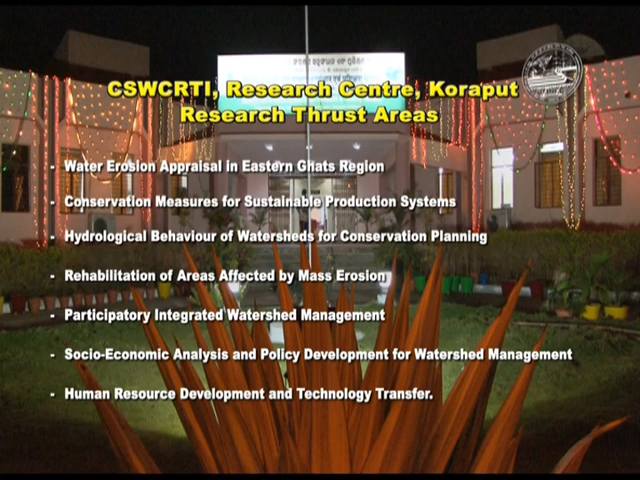 CSWCRTI, Research Centre, Koraput
Research Thrust Areas
- Water Erosion Appraisal in Eastern Ghats Region
- Conservation Measures for Sustainable Production Systems
- Hydrological Behaviour of Watersheds for Conservation Planning
- Rehabilitation of Areas Affected by Mass Erosion
- Participatory Integrated Watershed Management
- Socio-Economic Analysis and Policy Development for Watershed Management
- Human Resource Development and Technology Transfer.